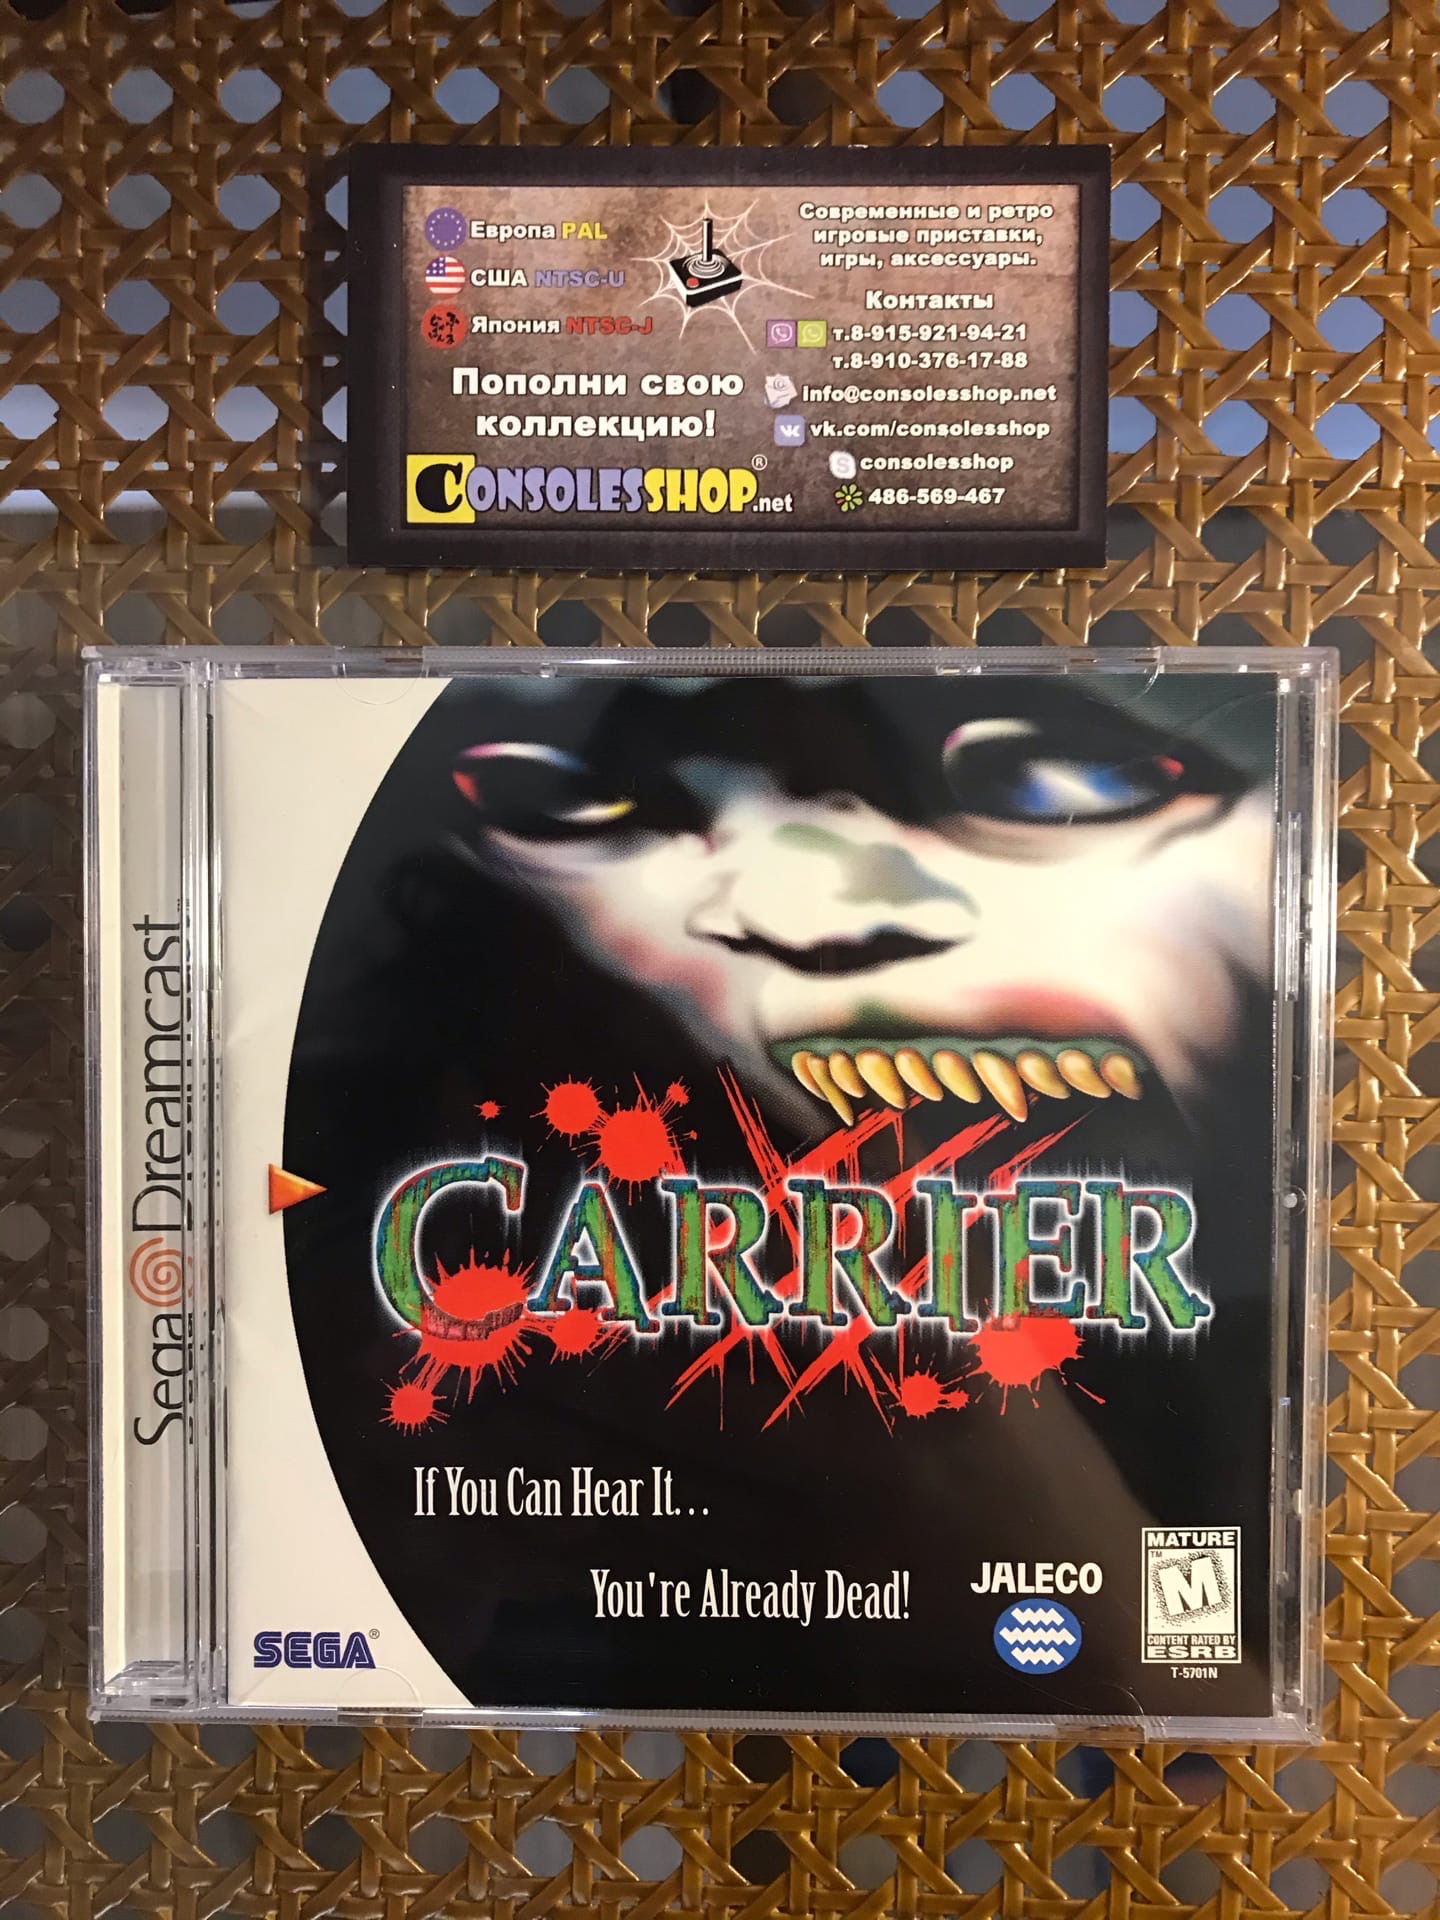 Европа PAL
США NTSC-U
Япония NTSC-J
Пополни свою
коллекцию!
CONSOLESSHOP®.net
Современные и ретро
игровые приставки,
игры, аксессуары.
Контакты
т.8-915-921-94-21
т.8-910-376-17-88
info@consolesshop.net
vk.com/consolesshop
consolesshop
486-569-467
Sega Dreamcast
CARRIER
If You Can Hear It...
You're Already Dead!
SEGA®
JALECO
MATURE
TM
M
CONTENT RATED BY
ESRB
T-5701N